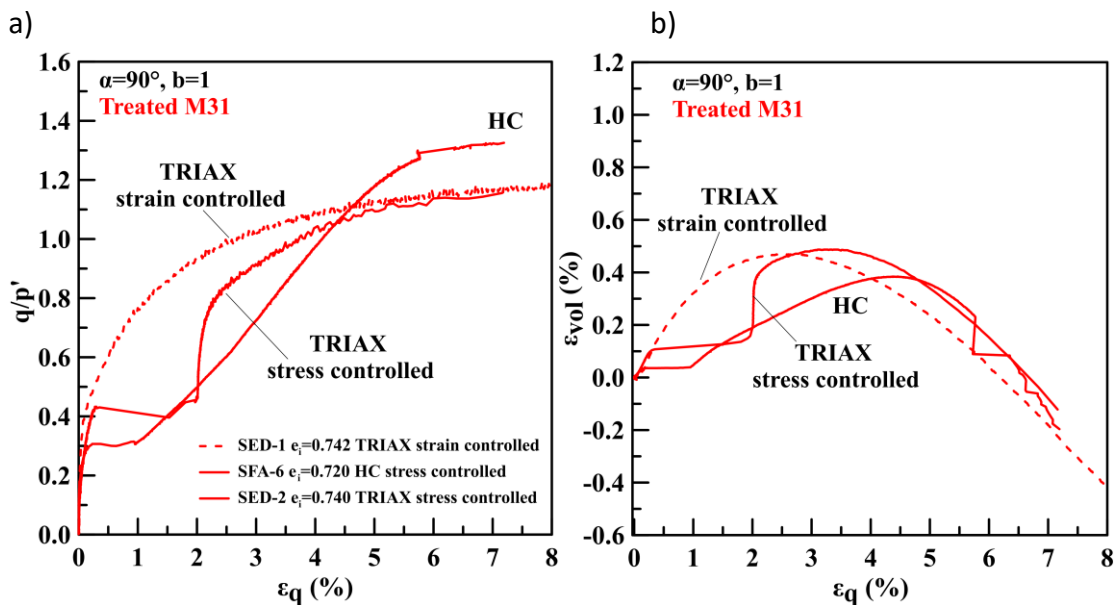 a)
1.6
1.4
1.2
1.0
0.8
0.6
0.4
0.2
0.0
q/p'
α=90°, b=1
Treated M31
HC
TRIAX
strain controlled
TRIAX
stress controlled
SED-1 eᵢ=0.742 TRIAX strain controlled
SFA-6 eᵢ=0.720 HC stress controlled
SED-2 eᵢ=0.740 TRIAX stress controlled
0 1 2 3 4 5 6 7 8
εq (%)
b)
1.2
1.0
0.8
0.6
0.4
0.2
0.0
-0.2
-0.4
-0.6
εvol (%)
α=90°, b=1
Treated M31
TRIAX
strain controlled
HC
TRIAX
stress controlled
0 1 2 3 4 5 6 7 8
εq (%)